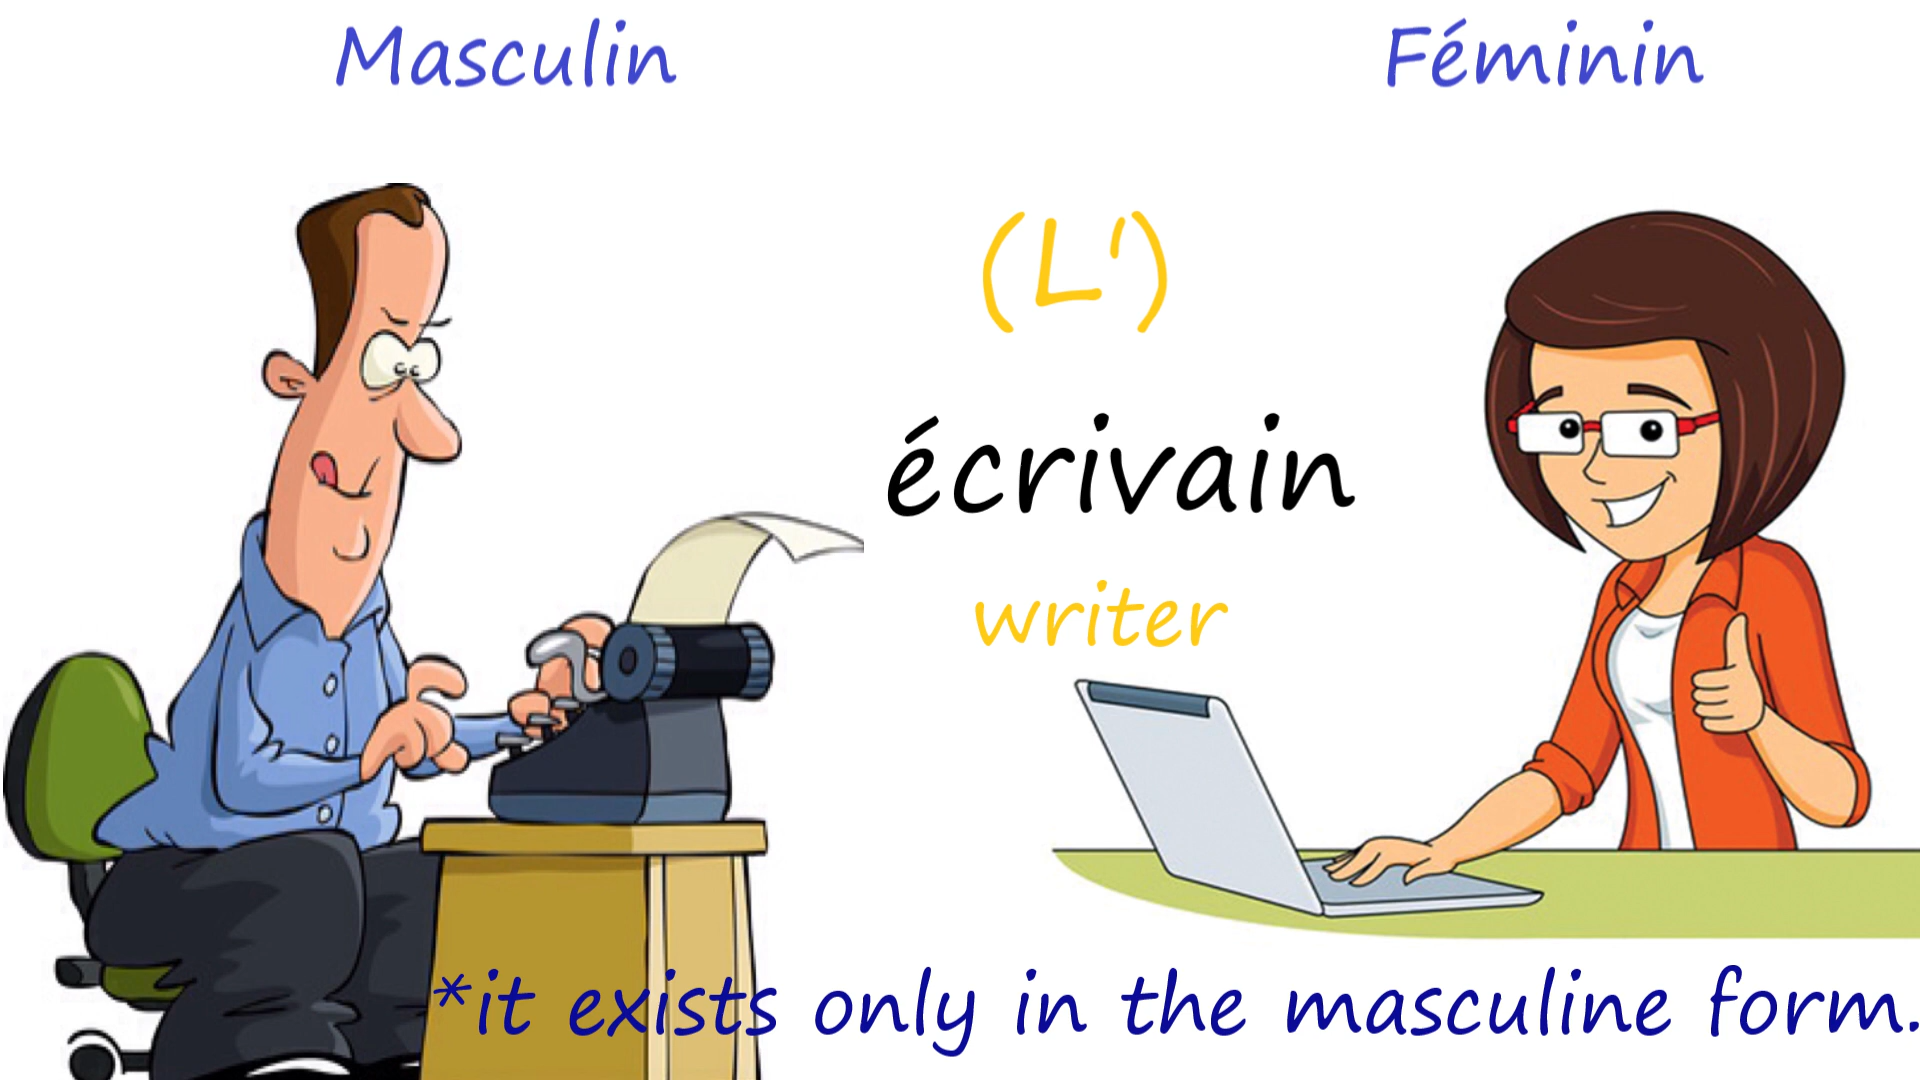 Masculin
Féminin
(L')
écrivain
writer
*it exists only in the masculine form.